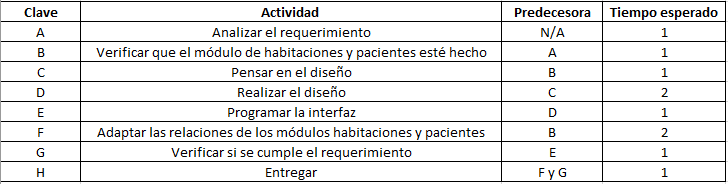 Clave Actividad Predecesora Tiempo esperado
A Analizar el requerimiento N/A 1
B Verificar que el módulo de habitaciones y pacientes esté hecho A 1
C Pensar en el diseño B 1
D Realizar el diseño C 2
E Programar la interfaz D 1
F Adaptar las relaciones de los módulos habitaciones y pacientes B 2
G Verificar si se cumple el requerimiento E 1
H Entregar F y G 1